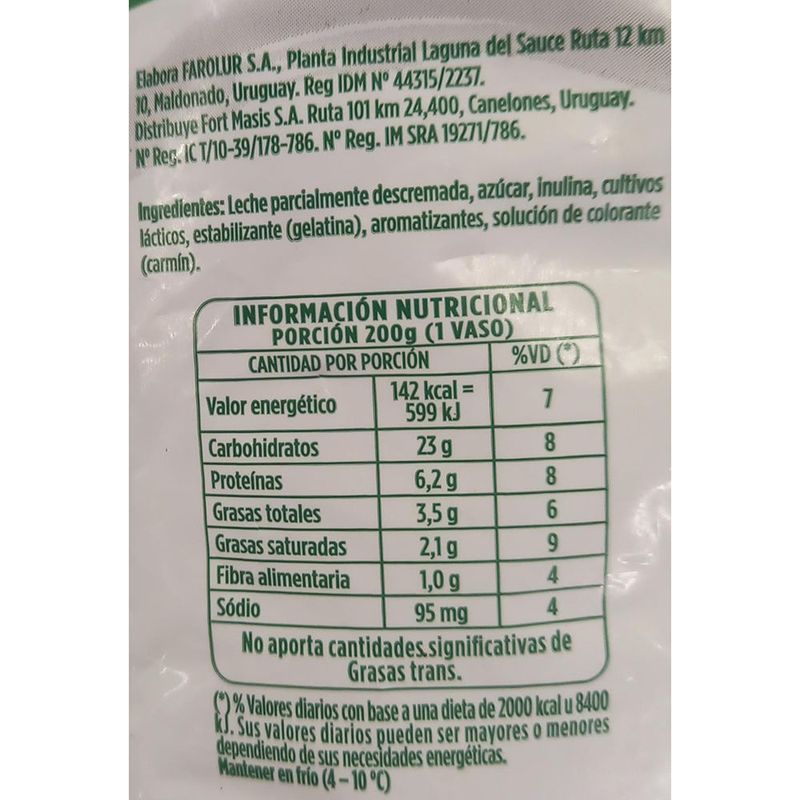 Elabora FAROLUR S.A., Planta Industrial Laguna del Sauce Ruta 12 km
10, Maldonado, Uruguay. Reg IDM Nº 44315/2237.
Distribuye Fort Masis S.A. Ruta 101 km 24,400, Canelones, Uruguay.
Nº Reg. IC T/10-39/178-786. Nº Reg. IM SRA 19271/786.
Ingredientes: Leche parcialmente descremada, azúcar, inulina, cultivos
lácticos, estabilizante (gelatina), aromatizantes, solución de colorante
(carmín).
INFORMACIÓN NUTRICIONAL
PORCIÓN 200g (1 VASO)
CANTIDAD POR PORCIÓN %VD (*)
Valor energético 142 kcal = 599 kJ 7
Carbohidratos 23 g 8
Proteínas 6,2 g 8
Grasas totales 3,5 g 6
Grasas saturadas 2,1 g 9
Fibra alimentaria 1,0 g 4
Sódio 95 mg 4
No aporta cantidades significativas de
Grasas trans.
(*) % Valores diarios con base a una dieta de 2000 kcal u 8400
kJ. Sus valores diarios pueden ser mayores o menores
dependiendo de sus necesidades energéticas.
Mantener en frío (4 – 10 ºC)